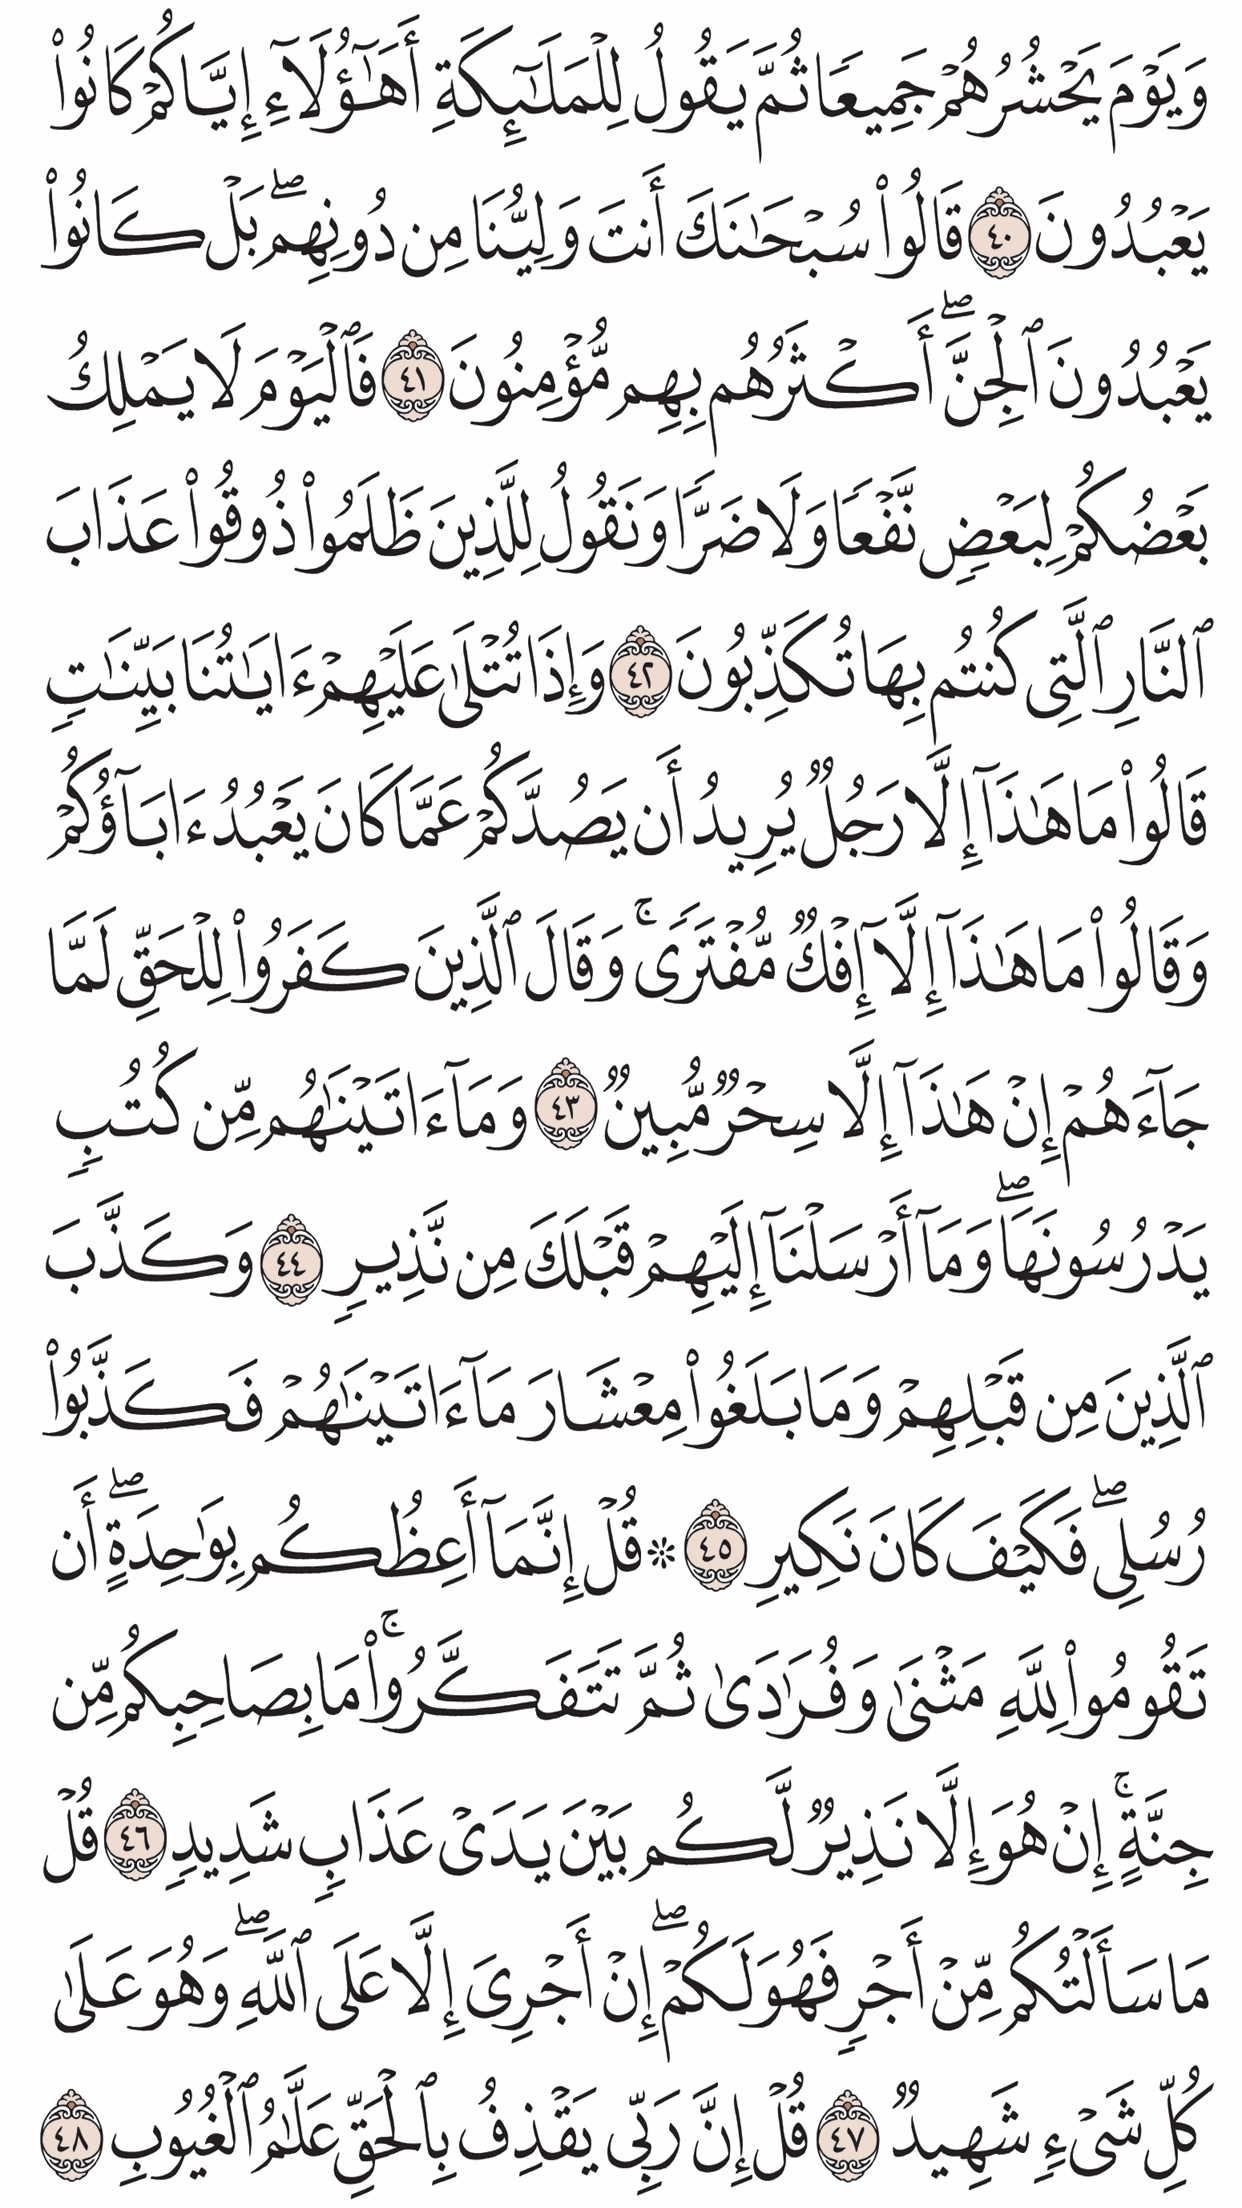 وَيَوْمَ يَحْشُرُهُمْ جَمِيعًا ثُمَّ يَقُولُ لِلْمَلَٰٓئِكَةِ أَهَٰٓؤُلَآءِ إِيَّاكُمْ كَانُوا۟
يَعْبُدُونَ ٤٠ قَالُوا۟ سُبْحَٰنَكَ أَنتَ وَلِيُّنَا مِن دُونِهِم ۖ بَلْ كَانُوا۟
يَعْبُدُونَ ٱلْجِنَّ ۖ أَكْثَرُهُم بِهِم مُّؤْمِنُونَ ٤١ فَٱلْيَوْمَ لَا يَمْلِكُ
بَعْضُكُمْ لِبَعْضٍ نَّفْعًا وَلَا ضَرًّا وَنَقُولُ لِلَّذِينَ ظَلَمُوا۟ ذُوقُوا۟ عَذَابَ
ٱلنَّارِ ٱلَّتِى كُنتُم بِهَا تُكَذِّبُونَ ٤٢ وَإِذَا تُتْلَىٰ عَلَيْهِمْ ءَايَٰتُنَا بَيِّنَٰتٍ
قَالُوا۟ مَا هَٰذَآ إِلَّا رَجُلٌ يُرِيدُ أَن يَصُدَّكُمْ عَمَّا كَانَ يَعْبُدُ ءَابَآؤُكُمْ
وَقَالُوا۟ مَا هَٰذَآ إِلَّآ إِفْكٌ مُّفْتَرًى ۚ وَقَالَ ٱلَّذِينَ كَفَرُوا۟ لِلْحَقِّ لَمَّا
جَآءَهُمْ إِنْ هَٰذَآ إِلَّا سِحْرٌ مُّبِينٌ ٤٣ وَمَآ ءَاتَيْنَٰهُم مِّن كُتُبٍ
يَدْرُسُونَهَا ۖ وَمَآ أَرْسَلْنَآ إِلَيْهِمْ قَبْلَكَ مِن نَّذِيرٍ ٤٤ وَكَذَّبَ
ٱلَّذِينَ مِن قَبْلِهِمْ وَمَا بَلَغُوا۟ مِعْشَارَ مَآ ءَاتَيْنَٰهُمْ فَكَذَّبُوا۟
رُسُلِى ۖ فَكَيْفَ كَانَ نَكِيرِ ٤٥ ۞ قُلْ إِنَّمَآ أَعِظُكُم بِوَٰحِدَةٍ ۖ أَن
تَقُومُوا۟ لِلَّهِ مَثْنَىٰ وَفُرَٰدَىٰ ثُمَّ تَتَفَكَّرُوا۟ ۚ مَا بِصَاحِبِكُم مِّن
جِنَّةٍ ۚ إِنْ هُوَ إِلَّا نَذِيرٌ لَّكُم بَيْنَ يَدَىْ عَذَابٍ شَدِيدٍ ٤٦ قُلْ
مَا سَأَلْتُكُم مِّنْ أَجْرٍ فَهُوَ لَكُمْ ۖ إِنْ أَجْرِىَ إِلَّا عَلَى ٱللَّهِ ۖ وَهُوَ عَلَىٰ
كُلِّ شَىْءٍ شَهِيدٌ ٤٧ قُلْ إِنَّ رَبِّى يَقْذِفُ بِٱلْحَقِّ عَلَّٰمُ ٱلْغُيُوبِ ٤٨